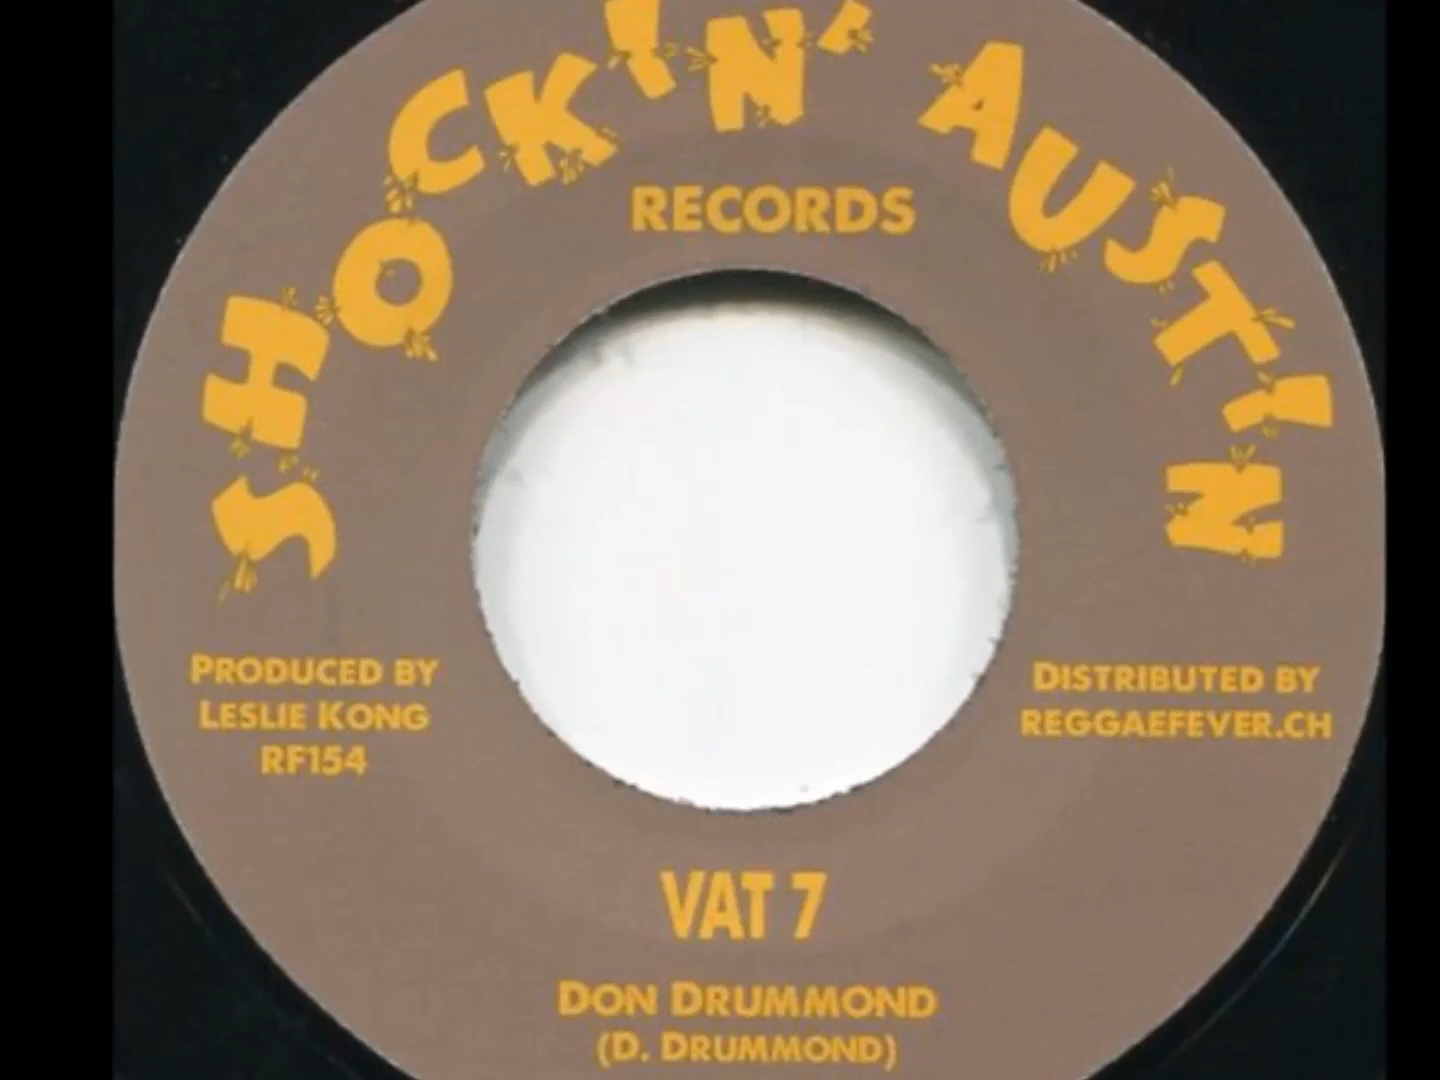 SHOCKIN' AUSTIN
RECORDS
PRODUCED BY
LESLIE KONG
RF154
DISTRIBUTED BY
REGGAEFEVER.CH
VAT 7
DON DRUMMOND
(D. DRUMMOND)